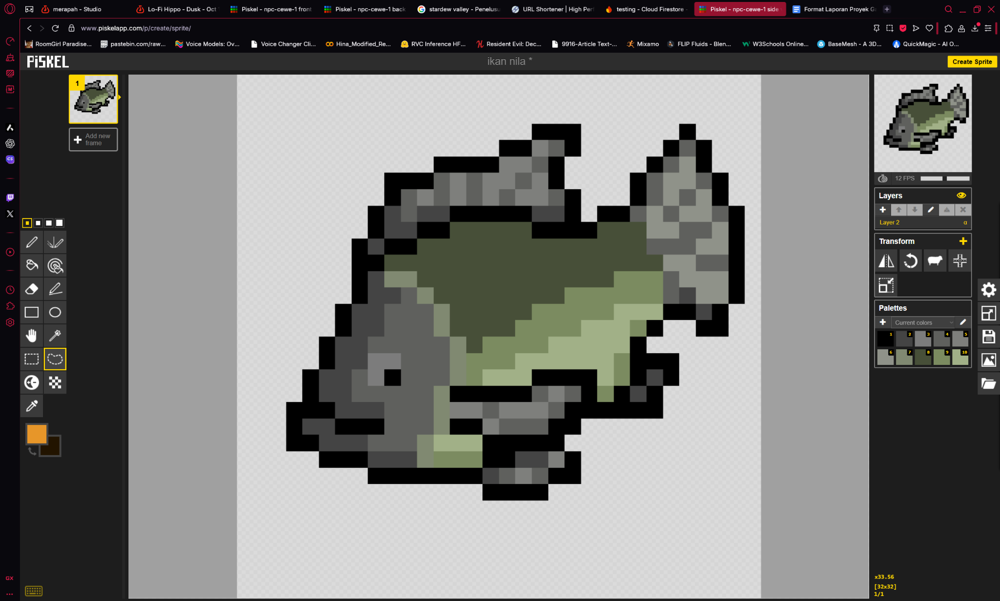 merapah - Studio
Lo-Fi Hippo - Dusk - Oct
Piskel - npc-cewe-1 front
Piskel - npc-cewe-1 back
stardew valley - Penelusu
URL Shortener | High Per
testing - Cloud Firestore -
Piskel - npc-cewe-1 side
Format Laporan Proyek Ga
www.piskelapp.com/p/create/sprite/
RoomGirl Paradise...
pastebin.com/raw...
Voice Models: Ov...
Voice Changer Cli...
Hina_Modified_Re...
RVC Inference HF...
Resident Evil: Dec...
9916-Article Text-...
Mixamo
FLIP Fluids - Blen...
W3Schools Online...
BaseMesh - A 3D...
QuickMagic - AI O...
PiSKEL
ikan nila *
Create Sprite
1
Add new
frame
12 FPS
Layers
Layer 2
α
Transform
Palettes
Current colors
1
2
3
4
5
6
7
8
9
10
CS
M
GX
x33.56
[32x32]
1/1